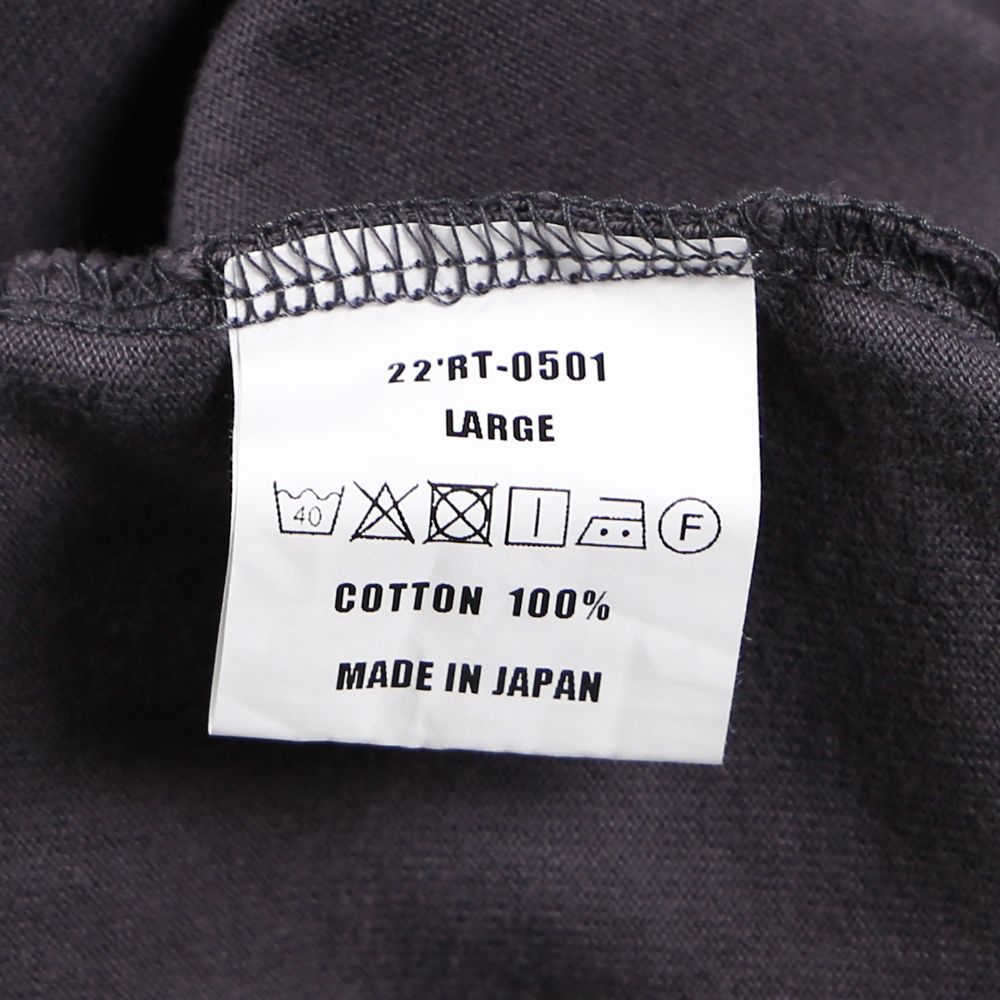 22'RT-0501
LARGE
40 F
COTTON 100%
MADE IN JAPAN